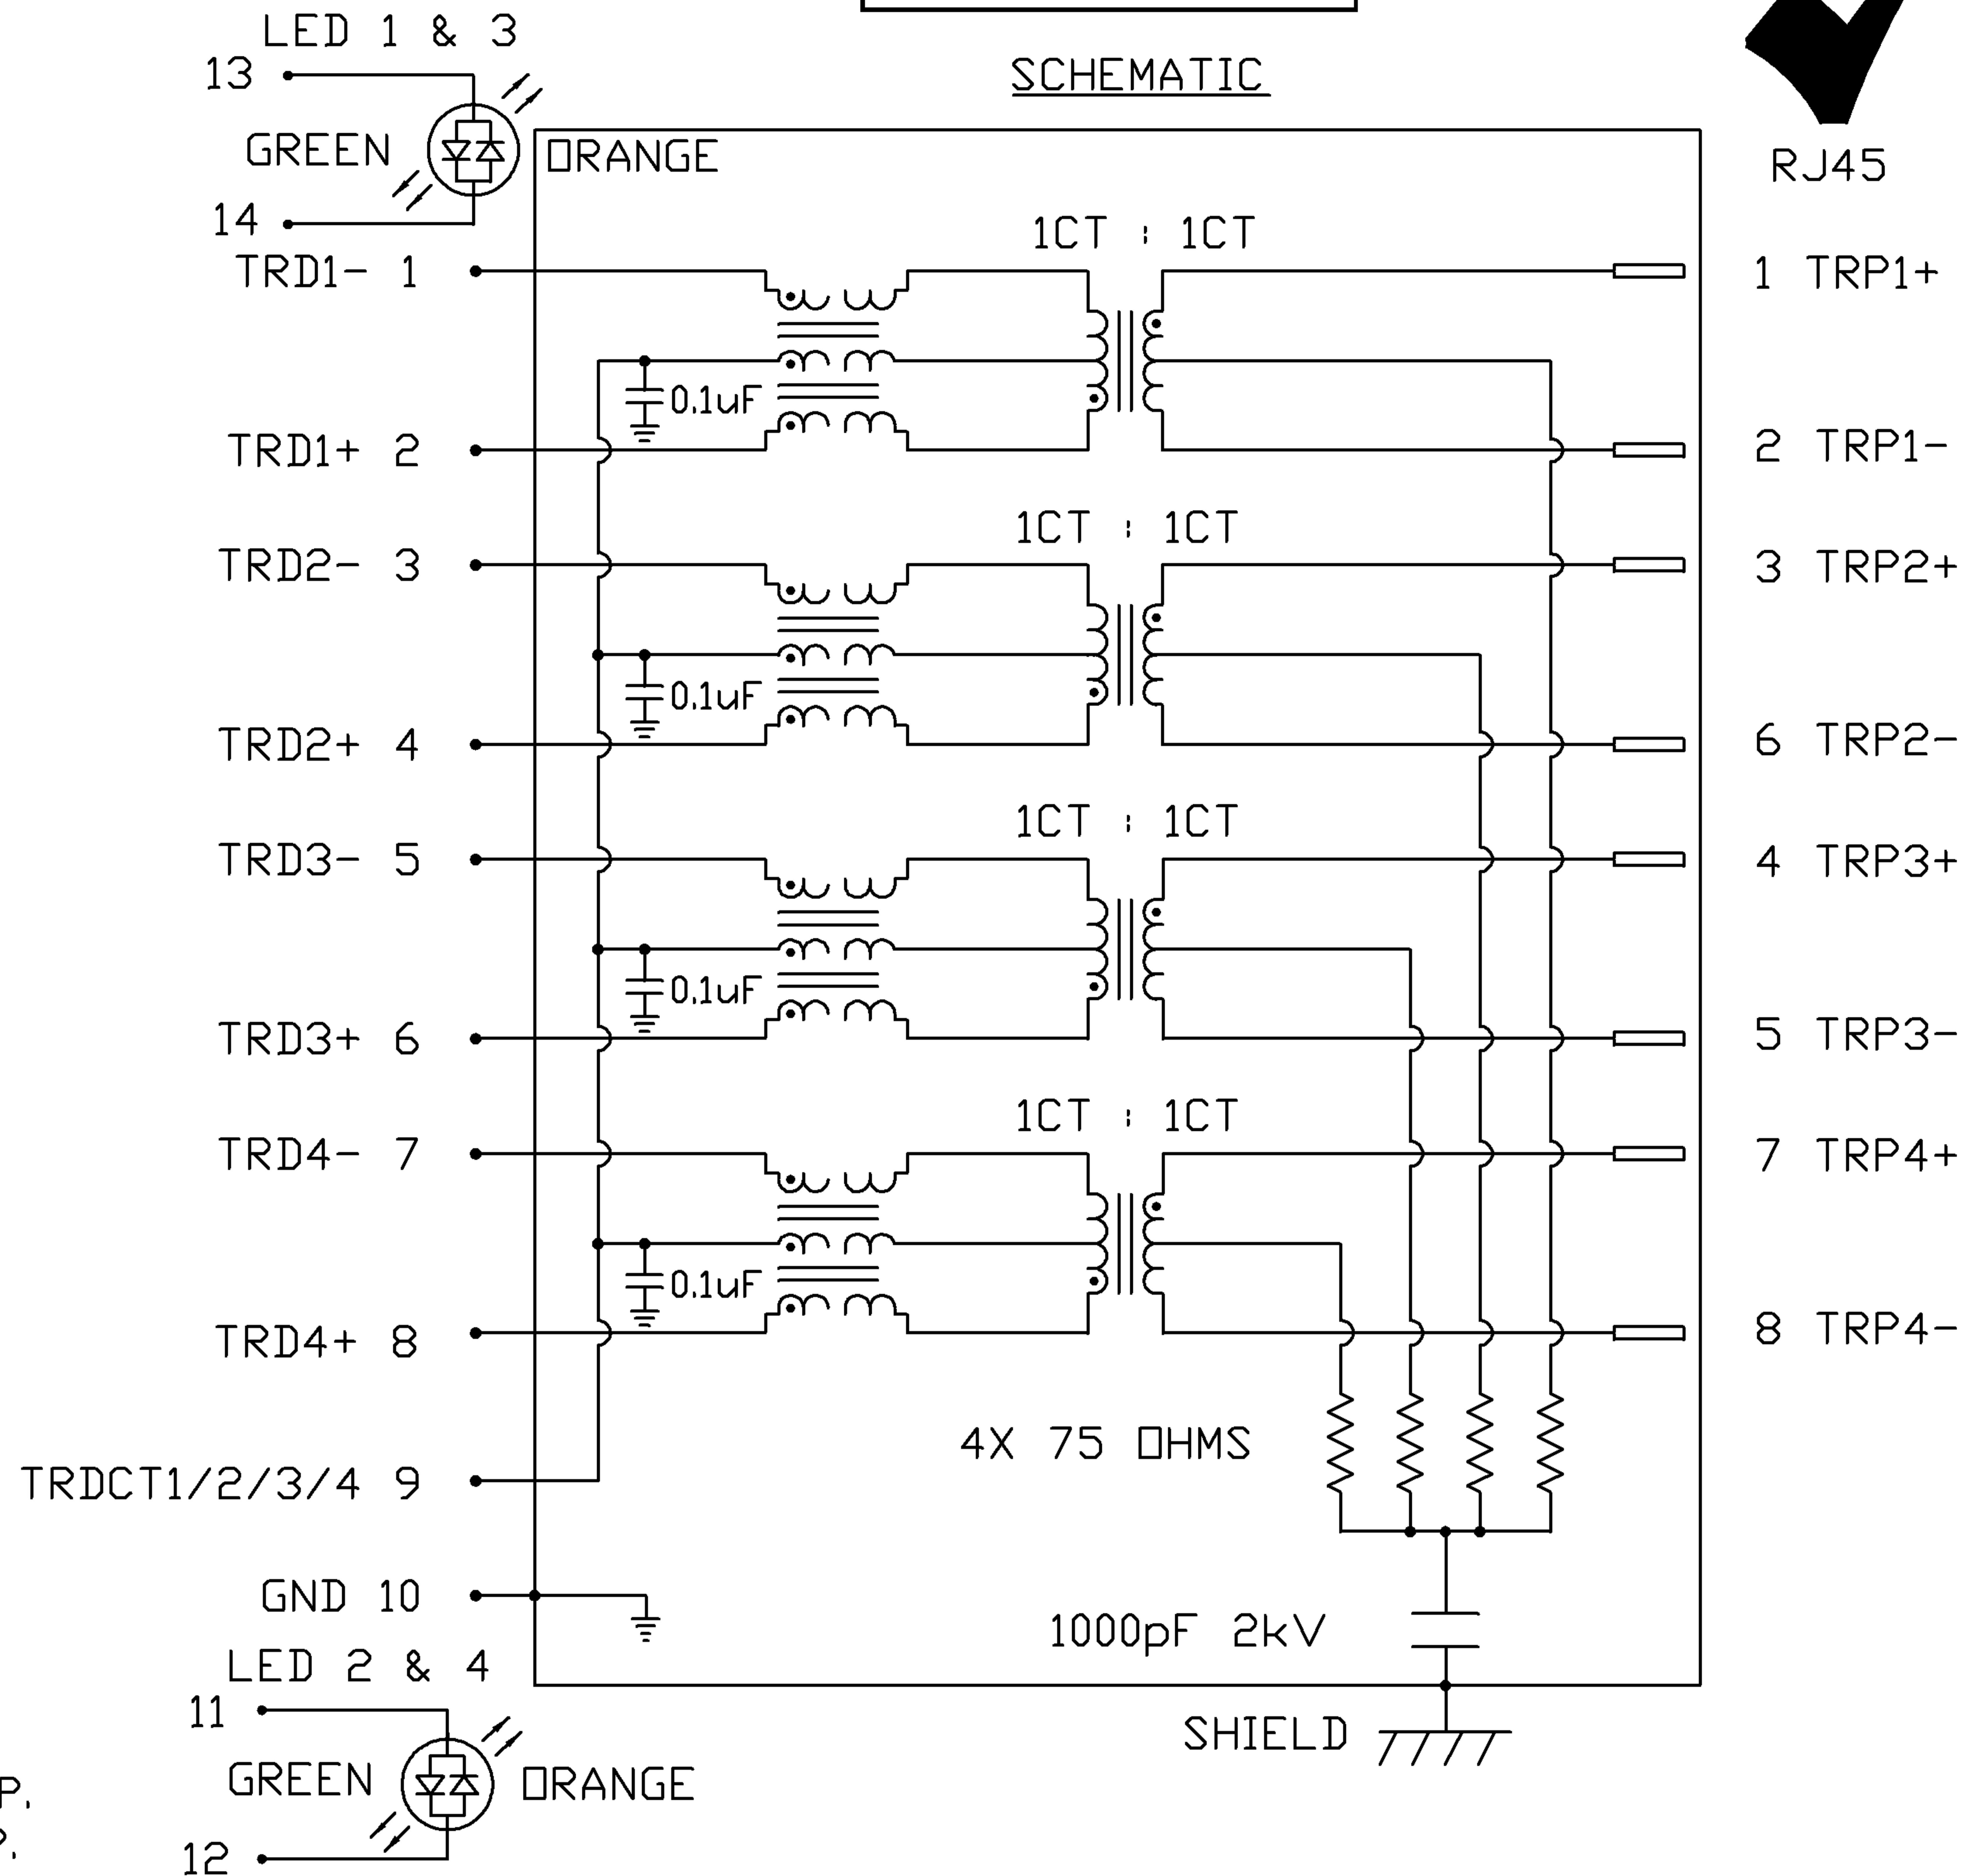 LED 1 & 3
SCHEMATIC
13
GREEN
ORANGE
RJ45
14
1CT : 1CT
TRD1- 1
1 TRP1+
0.1uF
TRD1+ 2
2 TRP1-
1CT : 1CT
TRD2- 3
3 TRP2+
0.1uF
TRD2+ 4
6 TRP2-
1CT : 1CT
TRD3- 5
4 TRP3+
0.1uF
TRD3+ 6
5 TRP3-
1CT : 1CT
TRD4- 7
7 TRP4+
0.1uF
TRD4+ 8
8 TRP4-
4X 75 OHMS
TRDCT1/2/3/4 9
GND 10
1000pF 2kV
LED 2 & 4
11
SHIELD
GREEN
ORANGE
P.
12